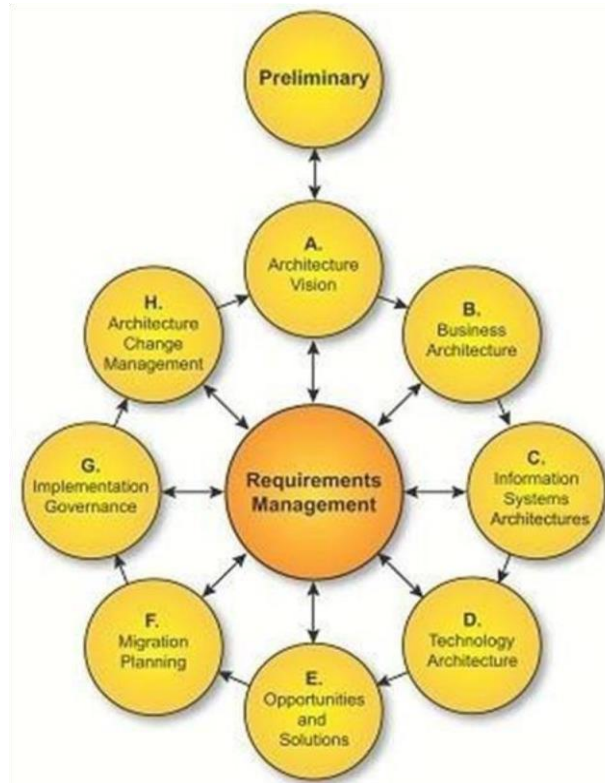 Preliminary
A.
Architecture
Vision
B.
Business
Architecture
C.
Information
Systems
Architectures
D.
Technology
Architecture
E.
Opportunities
and
Solutions
F.
Migration
Planning
G.
Implementation
Governance
H.
Architecture
Change
Management
Requirements
Management